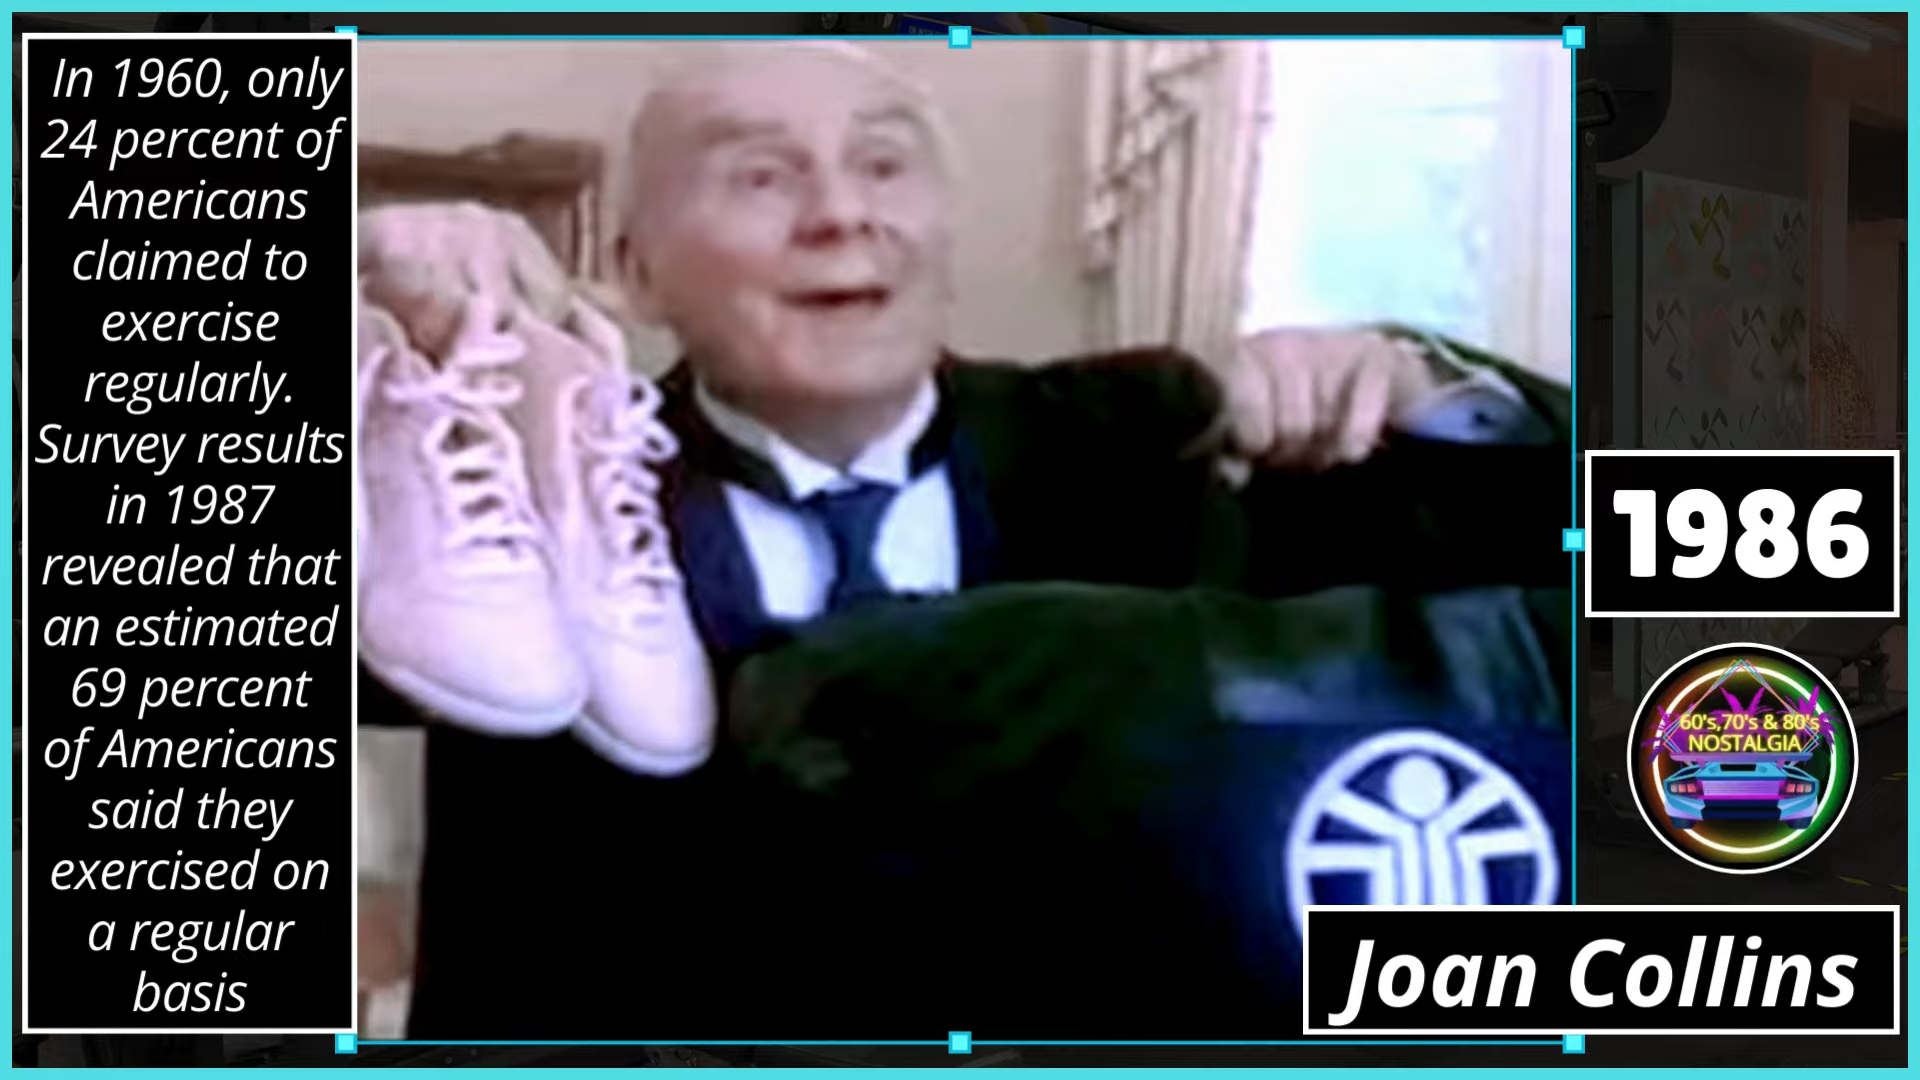 In 1960, only
24 percent of
Americans
claimed to
exercise
regularly.
Survey results
in 1987
revealed that
an estimated
69 percent
of Americans
said they
exercised on
a regular
basis
1986
60's,70's & 80's
NOSTALGIA
Joan Collins